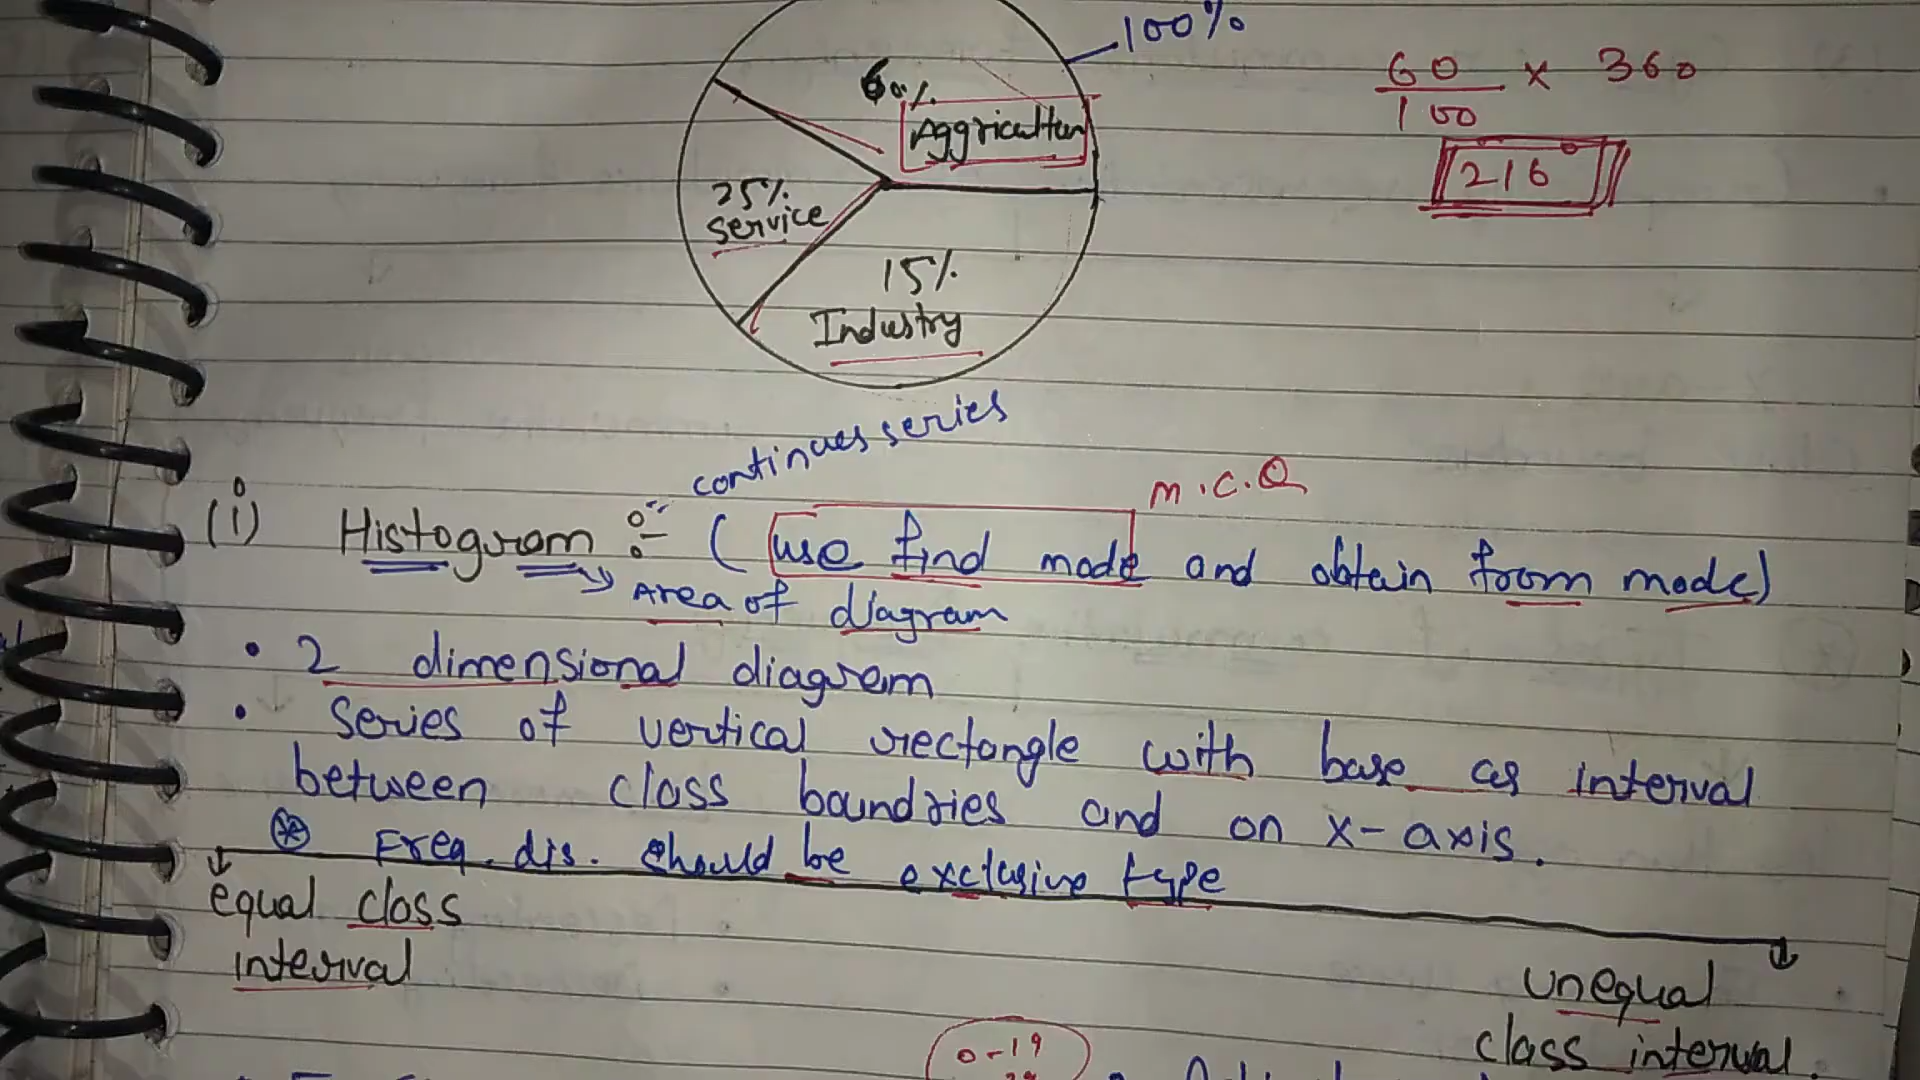 100%
60%
Aggricultur
60/100 x 360
216°
25%
service
15%
Industry
continues series
m.c.Q
(i) Histogram :- (use find mode and obtain from mode)
Area of diagram
• 2 dimensional diagram
• Series of vertical rectangle with base as interval
between class boundries and on x-axis.
Freq. dis. should be exclusive type
equal class
interval
unequal
class interval.
0-19